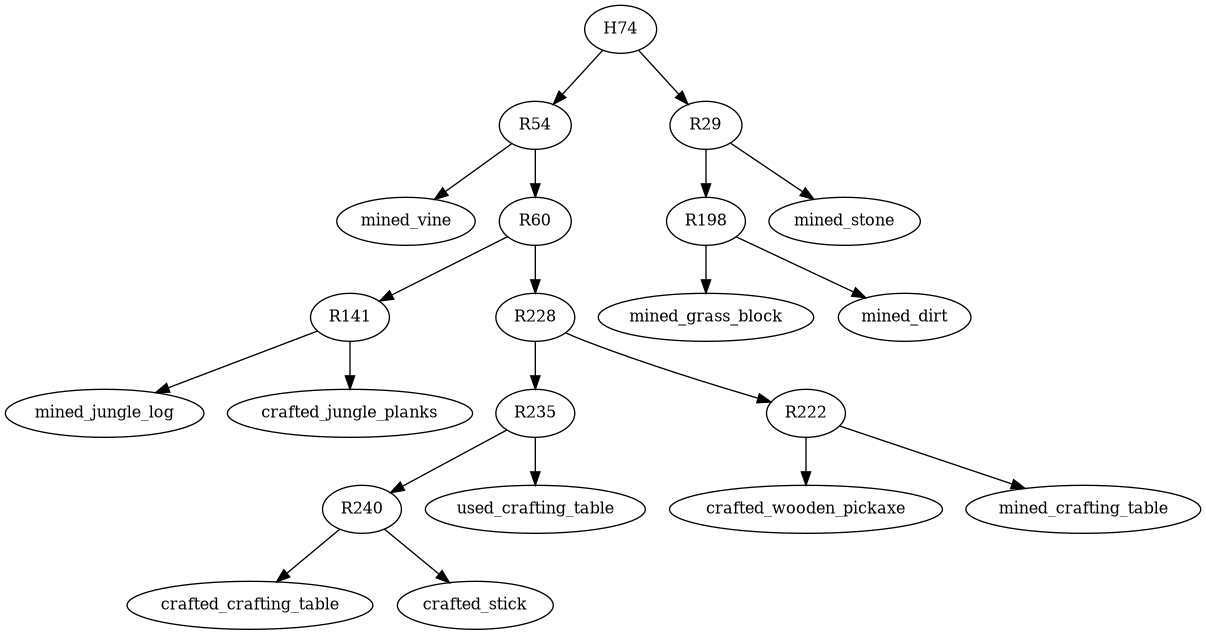 H74
R54
R29
mined_vine
R60
R198
mined_stone
R141
R228
mined_grass_block
mined_dirt
mined_jungle_log
crafted_jungle_planks
R235
R222
R240
used_crafting_table
crafted_wooden_pickaxe
mined_crafting_table
crafted_crafting_table
crafted_stick